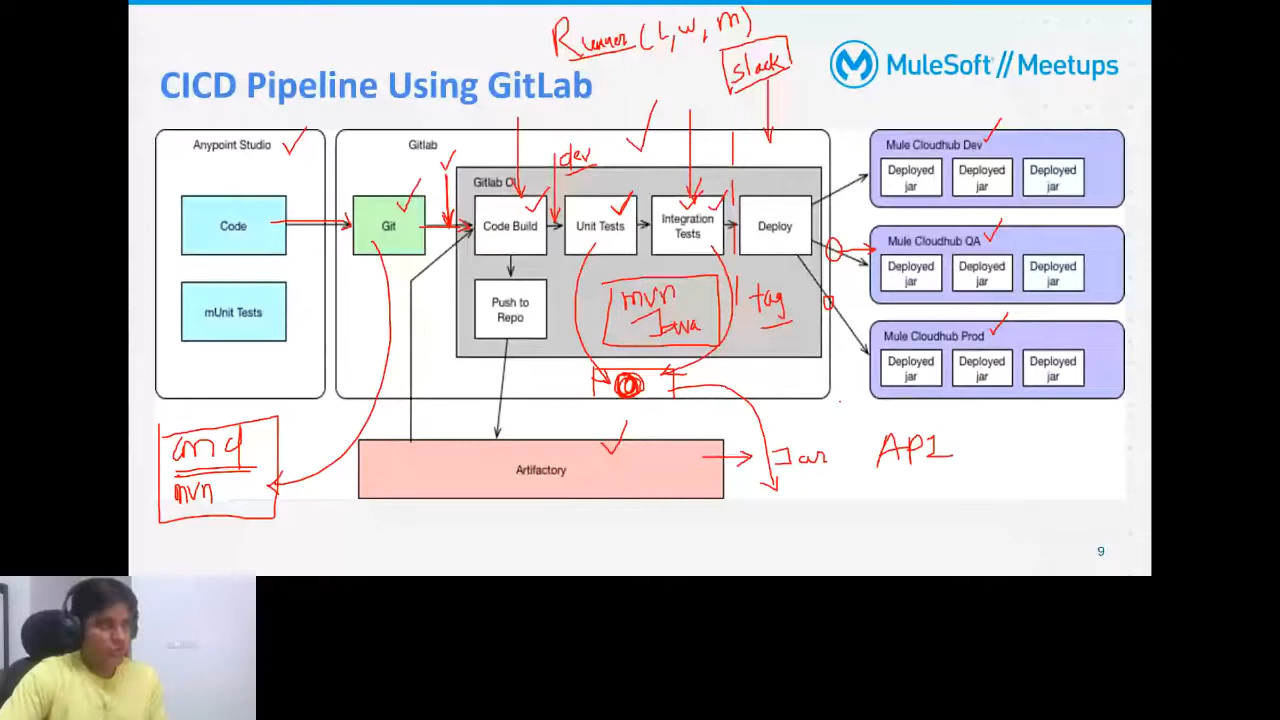 Runner (L, W, M)
slack
CICD Pipeline Using GitLab
MuleSoft // Meetups
Anypoint Studio
Code
mUnit Tests
Gitlab
Git
dev
Gitlab CI
Code Build
Unit Tests
Integration
Tests
Deploy
Push to
Repo
mvn
Java
tag
Mule Cloudhub Dev
Deployed
jar
Deployed
jar
Deployed
jar
Mule Cloudhub QA
Deployed
jar
Deployed
jar
Deployed
jar
Mule Cloudhub Prod
Deployed
jar
Deployed
jar
Deployed
jar
cmd
mvn
Artifactory
Jar
API
9